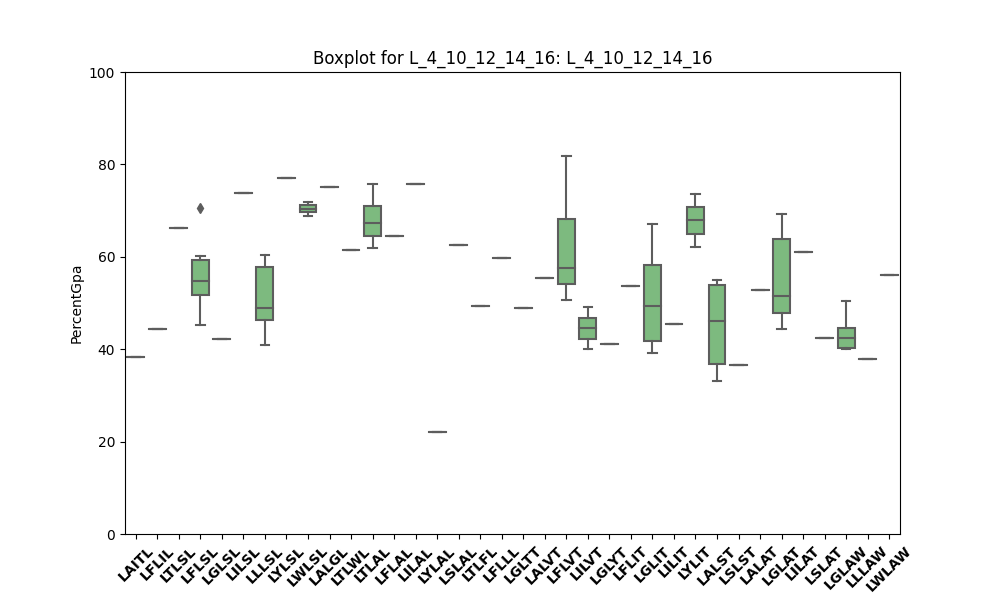 Boxplot for L_4_10_12_14_16: L_4_10_12_14_16
PercentGpa
100
80
60
40
20
0
LAITL
LFLIL
LTLSL
LFLSL
LGLSL
LILSL
LLLSL
LYLSL
LWLSL
LALGL
LTLWL
LTLAL
LFLAL
LILAL
LYLAL
LSLAL
LTLFL
LFLLL
LGLTT
LALVT
LFLVT
LILVT
LGLYT
LFLIT
LGLIT
LILIT
LYLIT
LALST
LSLST
LALAT
LGLAT
LILAT
LSLAT
LGLAW
LLLAW
LWLAW